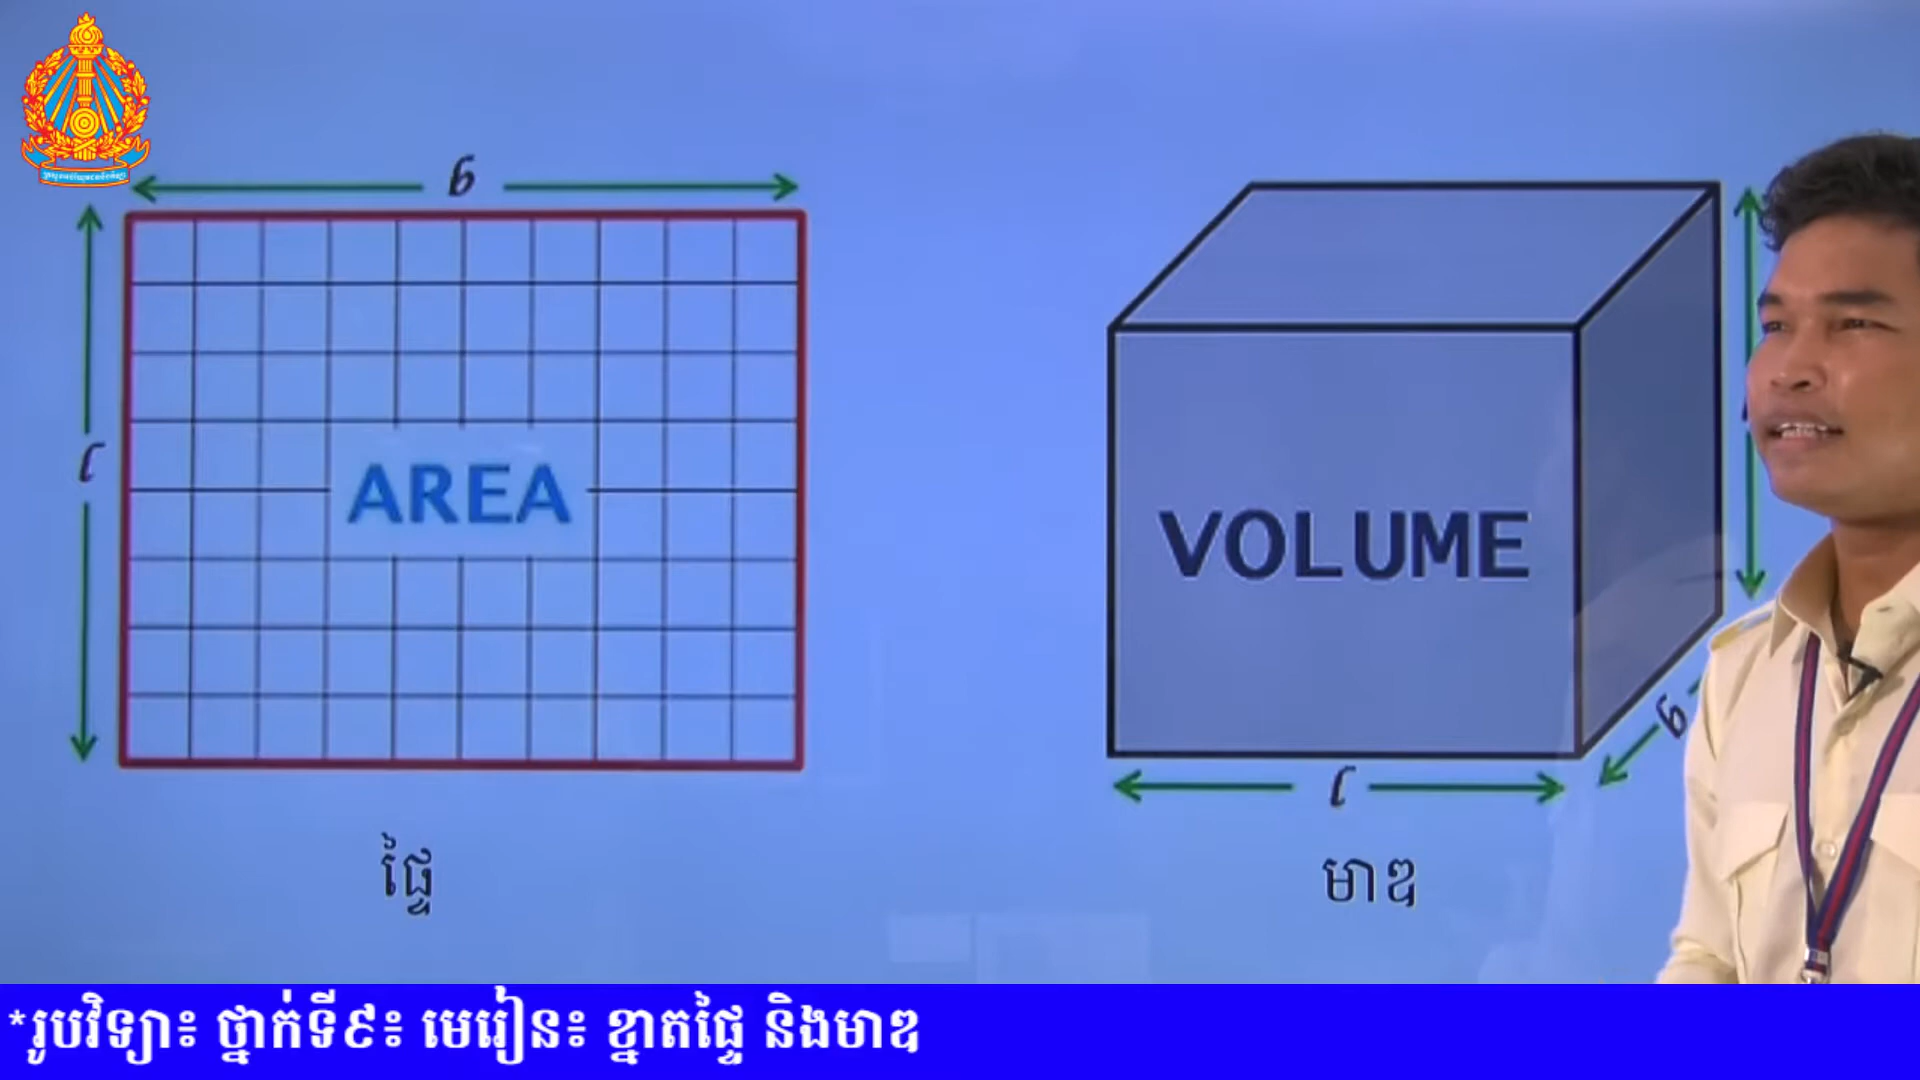 b
l
AREA
ផ្ទៃ
VOLUME
b
l
មាឌ
*រូបវិទ្យា៖ ថ្នាក់ទី៩៖ មេរៀន៖ ខ្នាតផ្ទៃ និងមាឌ